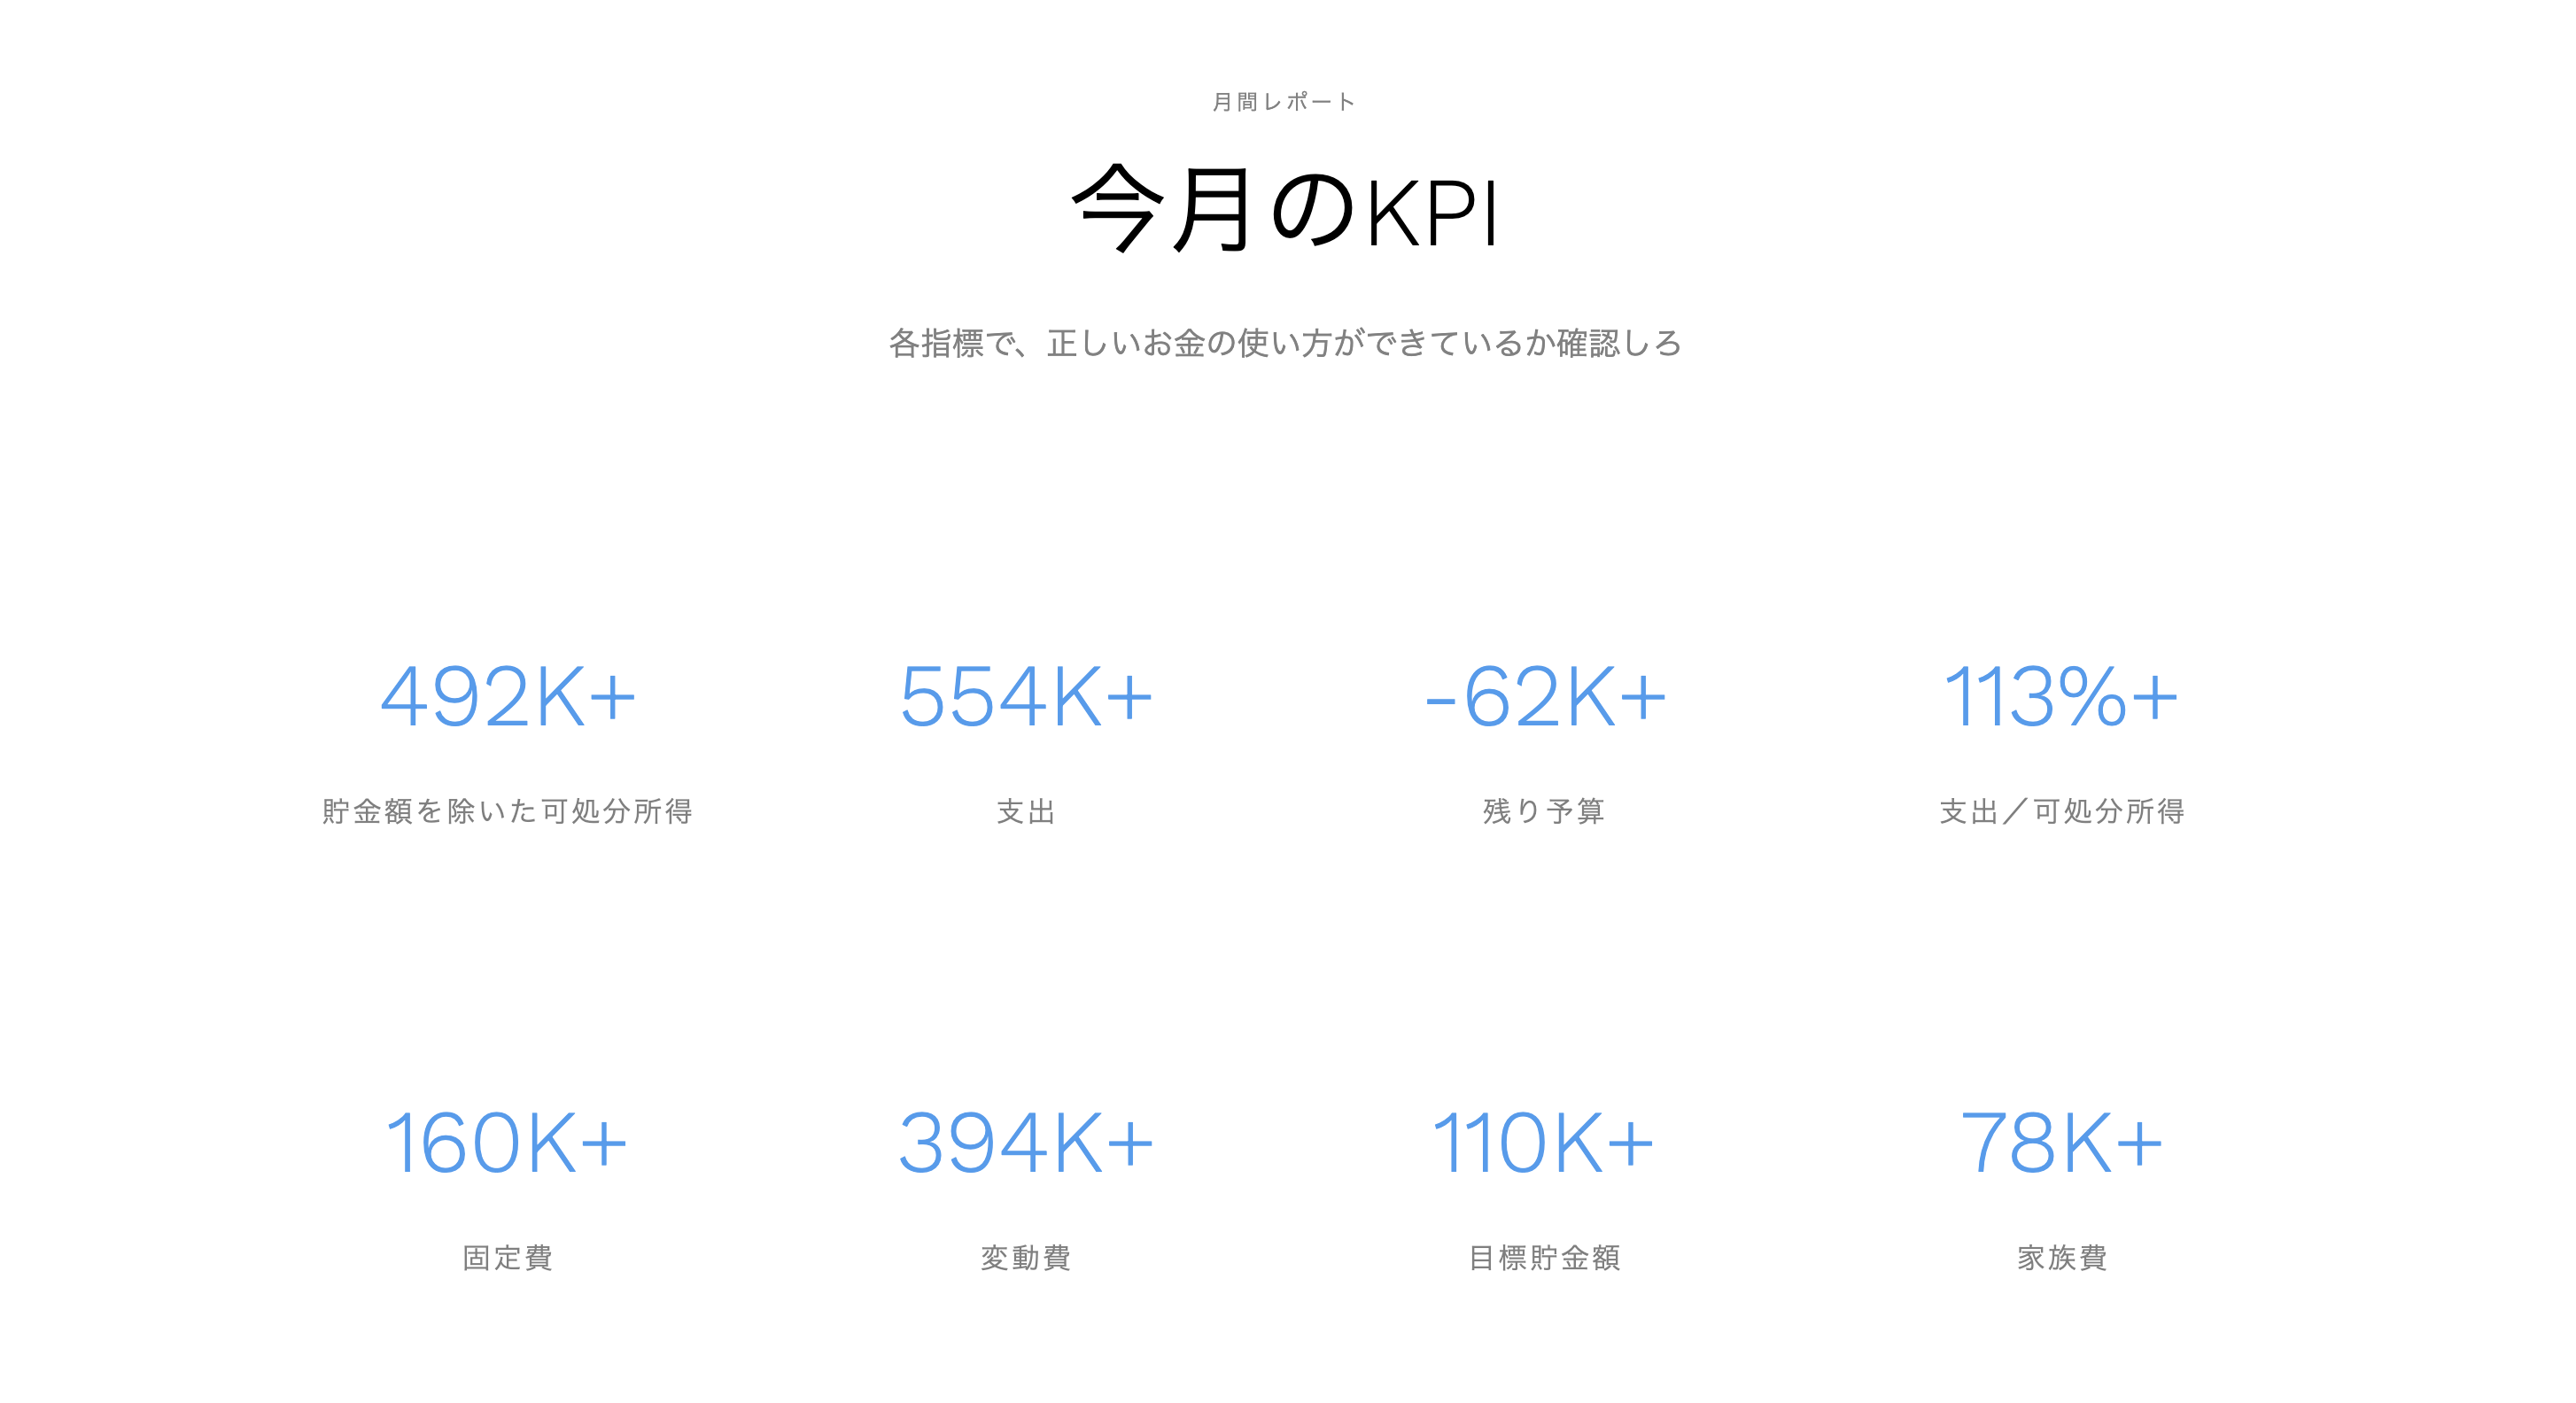 月間レポート
今月のKPI
各指標で、正しいお金の使い方ができているか確認しろ
492K+
貯金額を除いた可処分所得
554K+
支出
-62K+
残り予算
113%+
支出／可処分所得
160K+
固定費
394K+
変動費
110K+
目標貯金額
78K+
家族費